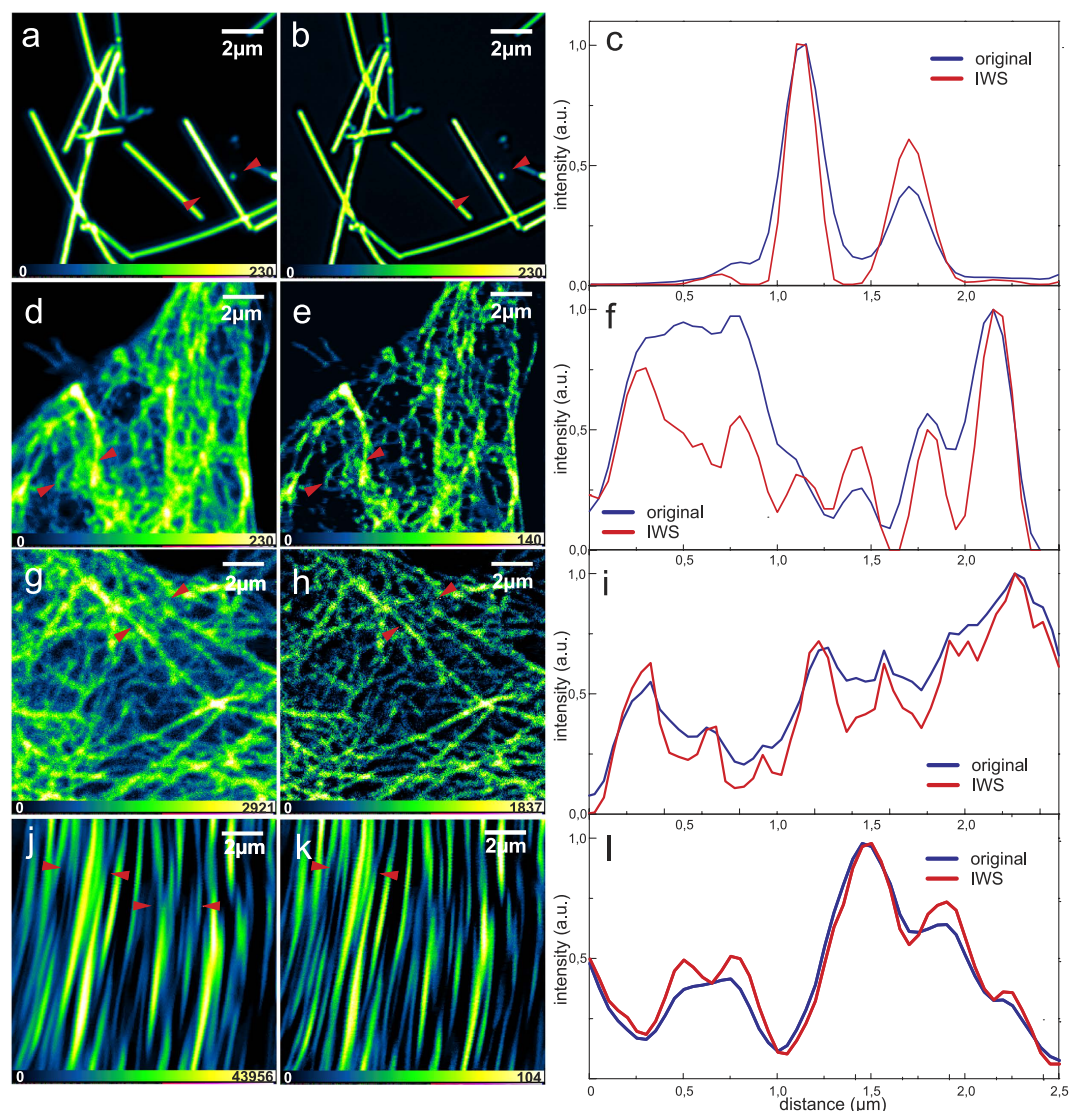 a
2μm
0
230
b
2μm
0
230
c
original
IWS
intensity (a.u.)
1,0
0,5
0,0
0,5
1,0
1,5
2,0
d
2μm
0
230
e
2μm
0
140
f
original
IWS
intensity (a.u.)
1,0
0,5
0,0
0,5
1,0
1,5
2,0
g
2μm
0
2921
h
2μm
0
1837
i
original
IWS
intensity (a.u.)
1,0
0,5
0,0
0,5
1,0
1,5
2,0
j
2μm
0
43956
k
2μm
0
104
l
original
IWS
intensity (a.u.)
1,0
0,5
0,0
0
0,5
1,0
1,5
2,0
2,5
distance (μm)